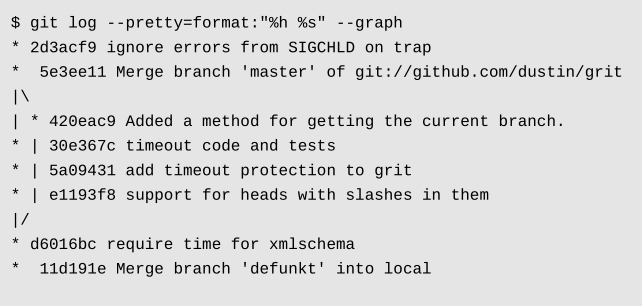 $ git log --pretty=format:"%h %s" --graph
* 2d3acf9 ignore errors from SIGCHLD on trap
*  5e3ee11 Merge branch 'master' of git://github.com/dustin/grit
|\
| * 420eac9 Added a method for getting the current branch.
* | 30e367c timeout code and tests
* | 5a09431 add timeout protection to grit
* | e1193f8 support for heads with slashes in them
|/
* d6016bc require time for xmlschema
*  11d191e Merge branch 'defunkt' into local